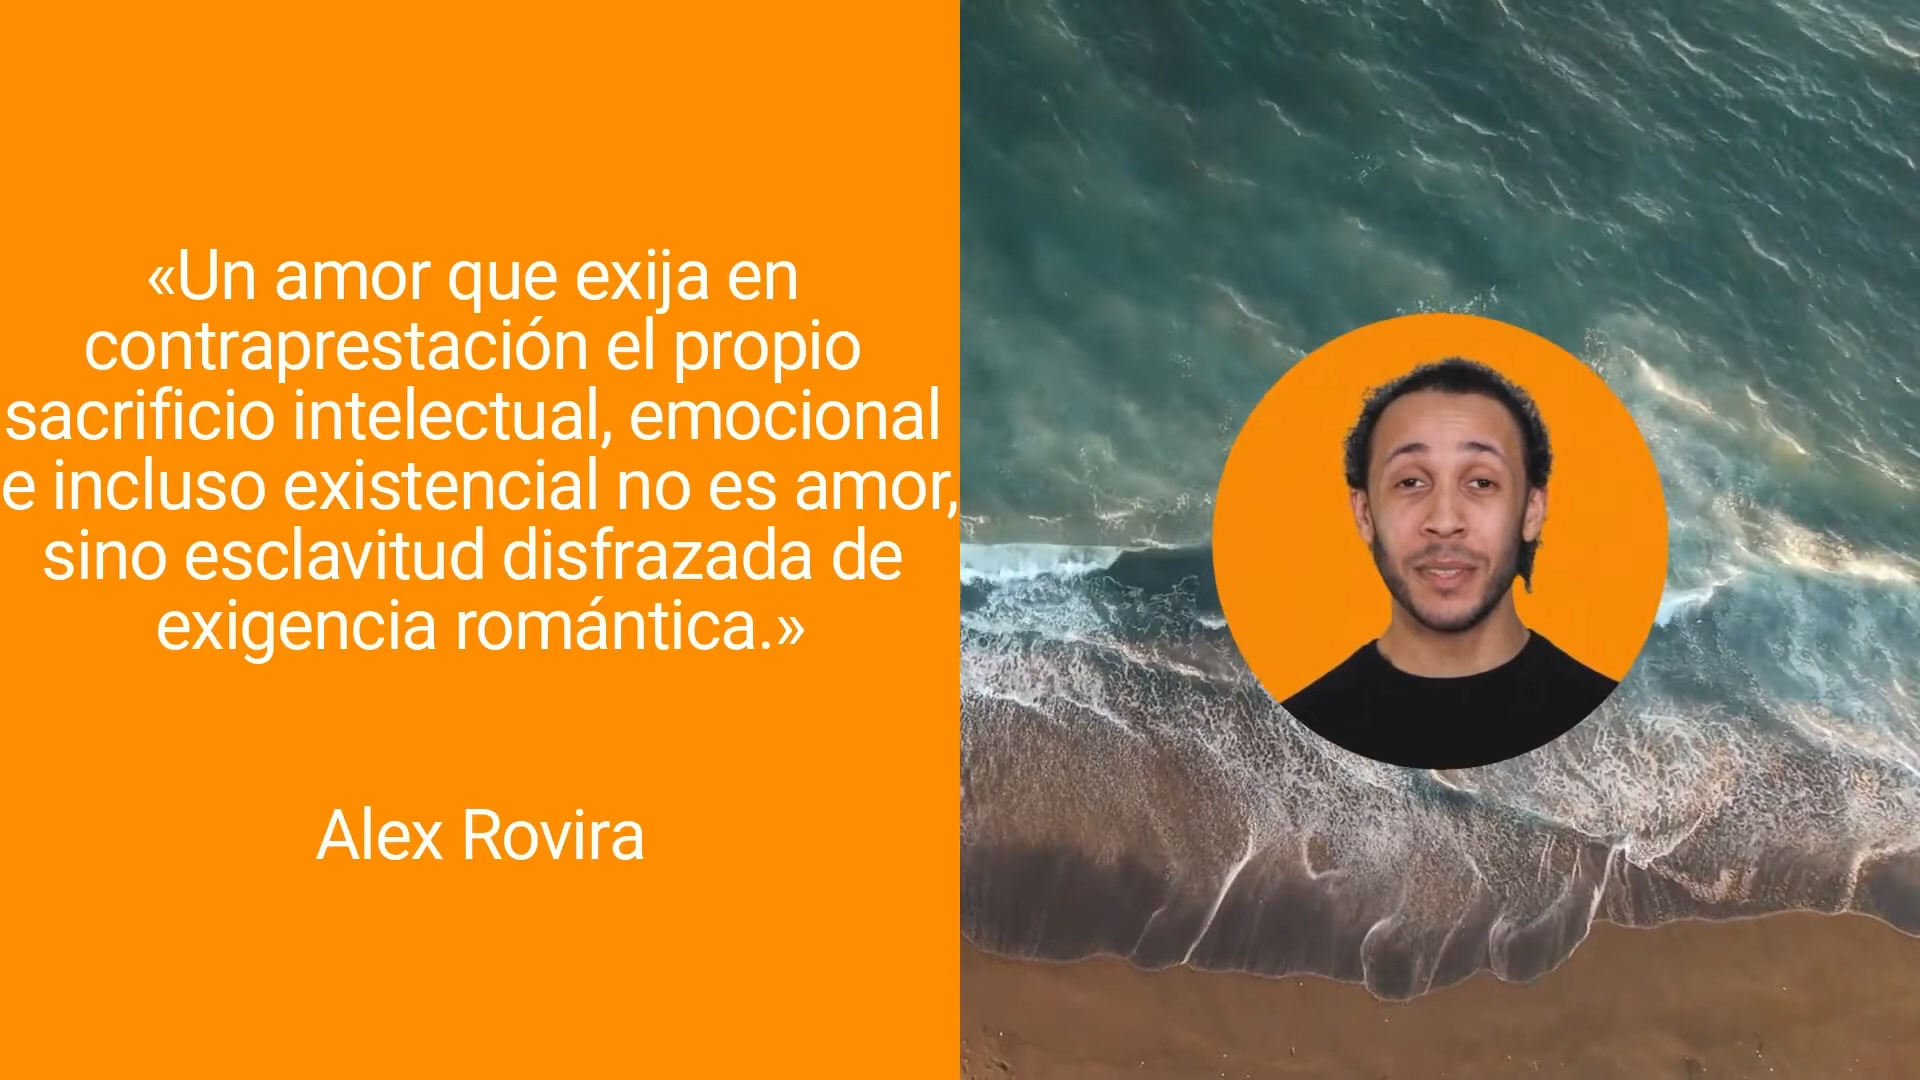 «Un amor que exija en
contraprestación el propio
sacrificio intelectual, emocional
e incluso existencial no es amor,
sino esclavitud disfrazada de
exigencia romántica.»
Alex Rovira